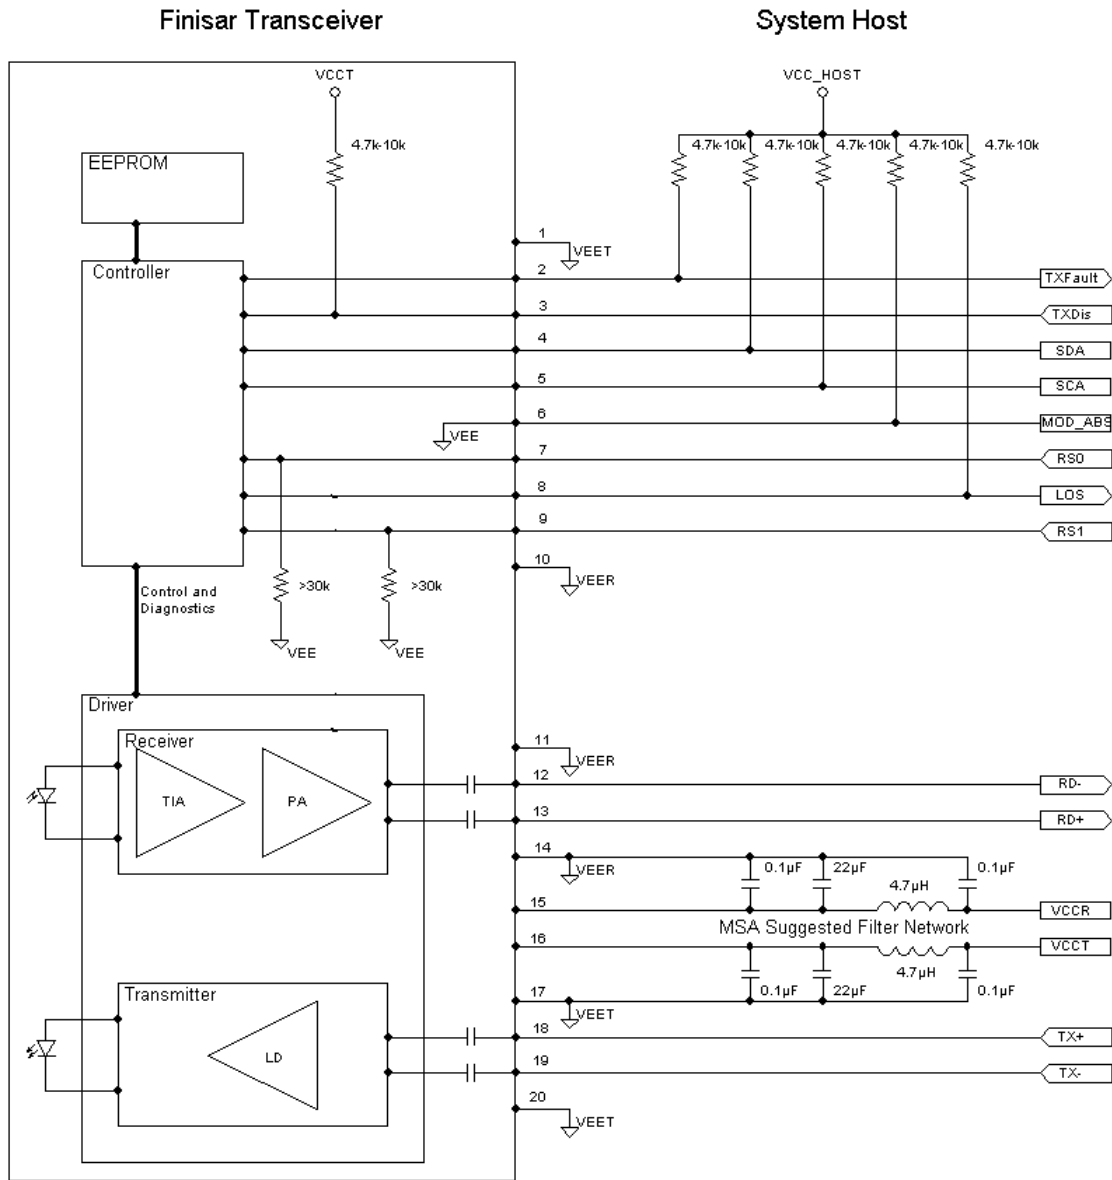 Finisar Transceiver
System Host
VCCT
VCC_HOST
4.7k-10k
4.7k-10k
4.7k-10k
4.7k-10k
4.7k-10k
4.7k-10k
EEPROM
Controller
1
VEET
2
TXFault
3
TXDis
4
SDA
5
SCA
6
VEE
MOD_ABS
7
RS0
8
LOS
9
RS1
10
VEER
>30k
>30k
VEE
VEE
Control and
Diagnostics
Driver
Receiver
TIA
PA
11
VEER
12
RD-
13
RD+
14
VEER
0.1µF
22µF
0.1µF
4.7µH
15
VCCR
MSA Suggested Filter Network
16
VCCT
4.7µH
0.1µF
22µF
0.1µF
17
VEET
Transmitter
LD
18
TX+
19
TX-
20
VEET